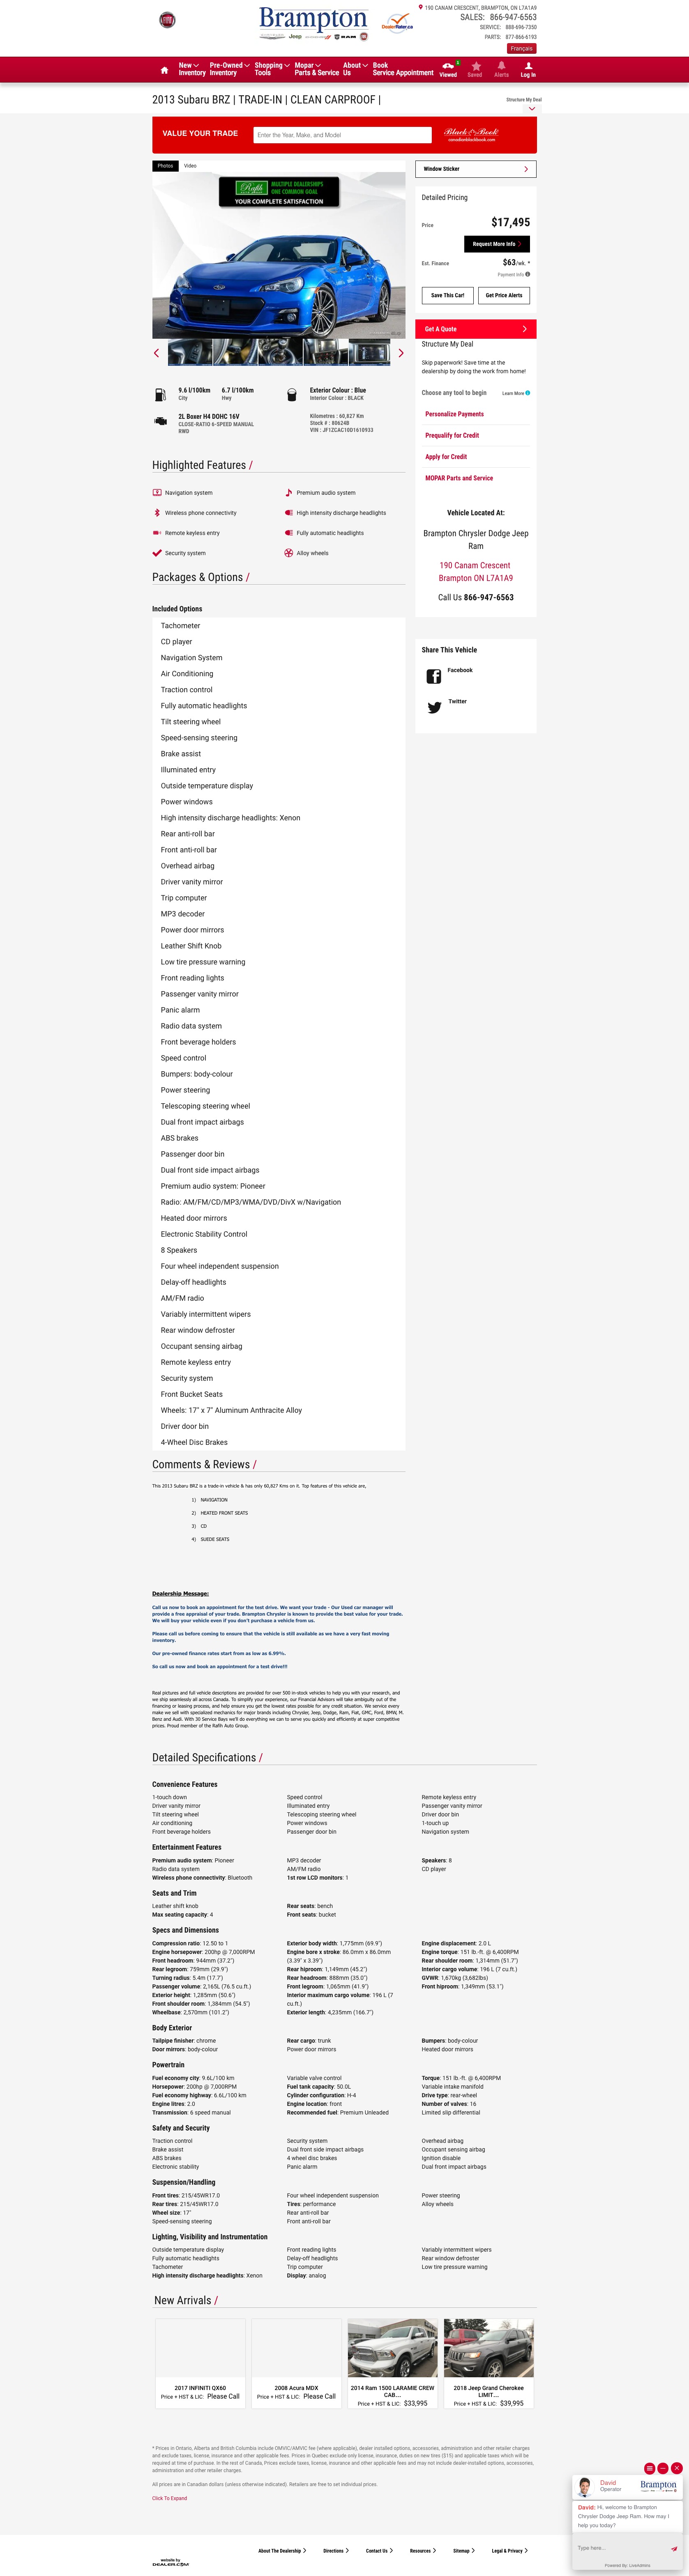 190 CANAM CRESCENT, BRAMPTON, ON L7A1A9
SALES: 866-947-6563
SERVICE: 888-696-7350
PARTS: 877-866-6193
Français
Brampton
DealerRater.ca
New Inventory
Pre-Owned Inventory
Shopping Tools
Mopar Parts & Service
About Us
Book Service Appointment
Viewed
Saved
Alerts
Log In
2013 Subaru BRZ | TRADE-IN | CLEAN CARPROOF |
Structure My Deal
VALUE YOUR TRADE
Enter the Year, Make, and Model
Black Book
canadianblackbook.com
Photos
Video
Rafih
MULTIPLE DEALERSHIPS
ONE COMMON GOAL
YOUR COMPLETE SATISFACTION
Window Sticker
Detailed Pricing
Price
$17,495
Request More Info
Est. Finance
$63/wk. *
Payment Info
Save This Car!
Get Price Alerts
Get A Quote
Structure My Deal
Skip paperwork! Save time at the
dealership by doing the work from home!
Choose any tool to begin
Learn More
Personalize Payments
Prequalify for Credit
Apply for Credit
MOPAR Parts and Service
Vehicle Located At:
Brampton Chrysler Dodge Jeep
Ram
190 Canam Crescent
Brampton ON L7A1A9
Call Us 866-947-6563
Share This Vehicle
Facebook
Twitter
9.6 l/100km
City
6.7 l/100km
Hwy
Exterior Colour : Blue
Interior Colour : BLACK
2L Boxer H4 DOHC 16V
CLOSE-RATIO 6-SPEED MANUAL
RWD
Kilometres : 60,827 Km
Stock # : 80624B
VIN : JF1ZCAC10D1610933
Highlighted Features /
Navigation system
Premium audio system
Wireless phone connectivity
High intensity discharge headlights
Remote keyless entry
Fully automatic headlights
Security system
Alloy wheels
Packages & Options /
Included Options
Tachometer
CD player
Navigation System
Air Conditioning
Traction control
Fully automatic headlights
Tilt steering wheel
Speed-sensing steering
Brake assist
Illuminated entry
Outside temperature display
Power windows
High intensity discharge headlights: Xenon
Rear anti-roll bar
Front anti-roll bar
Overhead airbag
Driver vanity mirror
Trip computer
MP3 decoder
Power door mirrors
Leather Shift Knob
Low tire pressure warning
Front reading lights
Passenger vanity mirror
Panic alarm
Radio data system
Front beverage holders
Speed control
Bumpers: body-colour
Power steering
Telescoping steering wheel
Dual front impact airbags
ABS brakes
Passenger door bin
Dual front side impact airbags
Premium audio system: Pioneer
Radio: AM/FM/CD/MP3/WMA/DVD/DivX w/Navigation
Heated door mirrors
Electronic Stability Control
8 Speakers
Four wheel independent suspension
Delay-off headlights
AM/FM radio
Variably intermittent wipers
Rear window defroster
Occupant sensing airbag
Remote keyless entry
Security system
Front Bucket Seats
Wheels: 17" x 7" Aluminum Anthracite Alloy
Driver door bin
4-Wheel Disc Brakes
Comments & Reviews /
This 2013 Subaru BRZ is a trade-in vehicle & has only 60,827 Kms on it. Top features of this vehicle are,
1) NAVIGATION
2) HEATED FRONT SEATS
3) CD
4) SUEDE SEATS
Dealership Message:
Call us now to book an appointment for the test drive. We want your trade - Our Used car manager will
provide a free appraisal of your trade. Brampton Chrysler is known to provide the best value for your trade.
We will buy your vehicle even if you don't purchase a vehicle from us.
Please call us before coming to ensure that the vehicle is still available as we have a very fast moving
inventory.
Our pre-owned finance rates start from as low as 6.99%.
So call us now and book an appointment for a test drive!!!
Real pictures and full vehicle descriptions are provided for over 500 in-stock vehicles to help you with your research, and
we ship seamlessly all across Canada. To simplify your experience, our Financial Advisors will take ambiguity out of the
financing or leasing process, and help ensure you get the lowest rates possible for any credit situation. We service every
make we sell with specialized mechanics for major brands including Chrysler, Jeep, Dodge, Ram, Fiat, GMC, Ford, BMW, M.
Benz and Audi. With 30 Service Bays we'll do everything we can to serve you quickly and efficiently at super competitive
prices. Proud member of the Rafih Auto Group.
Detailed Specifications /
Convenience Features
1-touch down
Driver vanity mirror
Tilt steering wheel
Air conditioning
Front beverage holders
Speed control
Illuminated entry
Telescoping steering wheel
Power windows
Passenger door bin
Remote keyless entry
Passenger vanity mirror
Driver door bin
1-touch up
Navigation system
Entertainment Features
Premium audio system: Pioneer
Radio data system
Wireless phone connectivity: Bluetooth
MP3 decoder
AM/FM radio
1st row LCD monitors: 1
Speakers: 8
CD player
Seats and Trim
Leather shift knob
Max seating capacity: 4
Rear seats: bench
Front seats: bucket
Specs and Dimensions
Compression ratio: 12.50 to 1
Engine horsepower: 200hp @ 7,000RPM
Front headroom: 944mm (37.2")
Rear legroom: 759mm (29.9")
Turning radius: 5.4m (17.7')
Passenger volume: 2,165L (76.5 cu.ft.)
Exterior height: 1,285mm (50.6")
Front shoulder room: 1,384mm (54.5")
Wheelbase: 2,570mm (101.2")
Exterior body width: 1,775mm (69.9")
Engine bore x stroke: 86.0mm x 86.0mm
(3.39" x 3.39")
Rear hiproom: 1,149mm (45.2")
Rear headroom: 888mm (35.0")
Front legroom: 1,065mm (41.9")
Interior maximum cargo volume: 196 L (7
cu.ft.)
Exterior length: 4,235mm (166.7")
Engine displacement: 2.0 L
Engine torque: 151 lb.-ft. @ 6,400RPM
Rear shoulder room: 1,314mm (51.7")
Interior cargo volume: 196 L (7 cu.ft.)
GVWR: 1,670kg (3,682lbs)
Front hiproom: 1,349mm (53.1")
Body Exterior
Tailpipe finisher: chrome
Door mirrors: body-colour
Rear cargo: trunk
Power door mirrors
Bumpers: body-colour
Heated door mirrors
Powertrain
Fuel economy city: 9.6L/100 km
Horsepower: 200hp @ 7,000RPM
Fuel economy highway: 6.6L/100 km
Engine litres: 2.0
Transmission: 6 speed manual
Variable valve control
Fuel tank capacity: 50.0L
Cylinder configuration: H-4
Engine location: front
Recommended fuel: Premium Unleaded
Torque: 151 lb.-ft. @ 6,400RPM
Variable intake manifold
Drive type: rear-wheel
Number of valves: 16
Limited slip differential
Safety and Security
Traction control
Brake assist
ABS brakes
Electronic stability
Security system
Dual front side impact airbags
4 wheel disc brakes
Panic alarm
Overhead airbag
Occupant sensing airbag
Ignition disable
Dual front impact airbags
Suspension/Handling
Front tires: 215/45WR17.0
Rear tires: 215/45WR17.0
Wheel size: 17"
Speed-sensing steering
Four wheel independent suspension
Tires: performance
Rear anti-roll bar
Front anti-roll bar
Power steering
Alloy wheels
Lighting, Visibility and Instrumentation
Outside temperature display
Fully automatic headlights
Tachometer
High intensity discharge headlights: Xenon
Front reading lights
Delay-off headlights
Trip computer
Display: analog
Variably intermittent wipers
Rear window defroster
Low tire pressure warning
New Arrivals /
2017 INFINITI QX60
Price + HST & LIC: Please Call
2008 Acura MDX
Price + HST & LIC: Please Call
2014 Ram 1500 LARAMIE CREW
CAB...
Price + HST & LIC: $33,995
2018 Jeep Grand Cherokee
LIMIT...
Price + HST & LIC: $39,995
* Prices in Ontario, Alberta and British Columbia include OMVIC/AMVIC fee (where applicable), dealer installed options, accessories, administration and other retailer charges
and exclude taxes, license, insurance and other applicable fees. Prices in Quebec exclude only license, insurance, duties on new tires ($15) and applicable taxes which will be
required at time of purchase. In the rest of Canada, Prices exclude taxes, license, insurance and other applicable fees and may not include dealer-installed options, accessories,
administration and other retailer charges.
All prices are in Canadian dollars (unless otherwise indicated). Retailers are free to set individual prices.
Click To Expand
David
Operator
Brampton
David: Hi, welcome to Brampton
Chrysler Dodge Jeep Ram. How may I
help you today?
Type here...
Powered By: LiveAdmins
website by
DEALER.COM
About The Dealership
Directions
Contact Us
Resources
Sitemap
Legal & Privacy